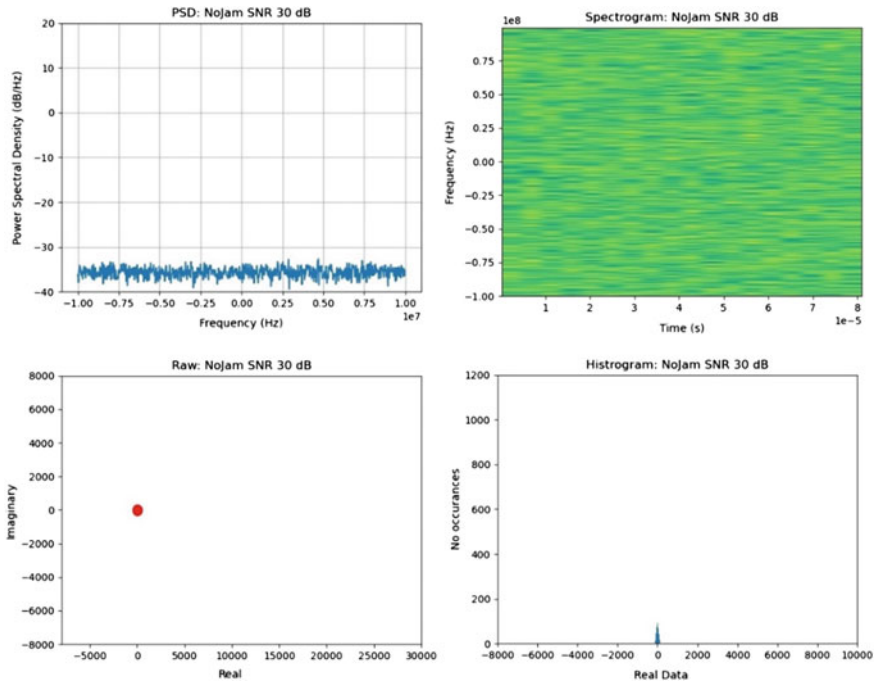 PSD: NoJam SNR 30 dB
20
10
0
−10
−20
−30
−40
Power Spectral Density (dB/Hz)
−1.00 −0.75 −0.50 −0.25 0.00 0.25 0.50 0.75 1.00
1e7
Frequency (Hz)
Spectrogram: NoJam SNR 30 dB
1e8
0.75
0.50
0.25
0.00
−0.25
−0.50
−0.75
−1.00
Frequency (Hz)
1 2 3 4 5 6 7 8
1e−5
Time (s)
Raw: NoJam SNR 30 dB
8000
6000
4000
2000
0
−2000
−4000
−6000
−8000
Imaginary
−5000 0 5000 10000 15000 20000 25000 30000
Real
Histrogram: NoJam SNR 30 dB
1200
1000
800
600
400
200
0
No occurances
−8000 −6000 −4000 −2000 0 2000 4000 6000 8000 10000
Real Data